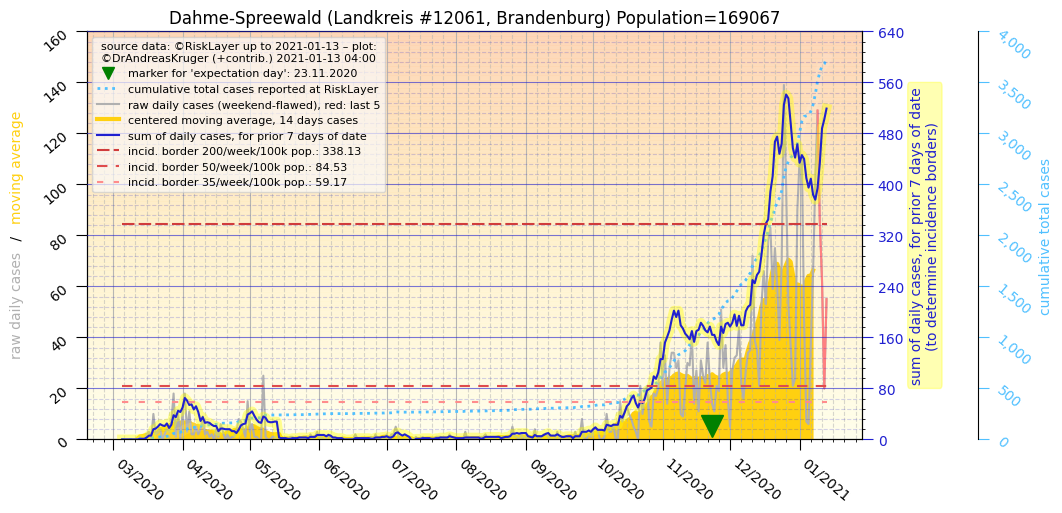 Dahme-Spreewald (Landkreis #12061, Brandenburg) Population=169067
source data: ©RiskLayer up to 2021-01-13 – plot:
©DrAndreasKruger (+contrib.) 2021-01-13 04:00
marker for 'expectation day': 23.11.2020
cumulative total cases reported at RiskLayer
raw daily cases (weekend-flawed), red: last 5
centered moving average, 14 days cases
sum of daily cases, for prior 7 days of date
incid. border 200/week/100k pop.: 338.13
incid. border 50/week/100k pop.: 84.53
incid. border 35/week/100k pop.: 59.17
raw daily cases / moving average
160
140
120
100
80
60
40
20
0
03/2020
04/2020
05/2020
06/2020
07/2020
08/2020
09/2020
10/2020
11/2020
12/2020
01/2021
640
560
480
400
320
240
160
80
0
sum of daily cases, for prior 7 days of date
(to determine incidence borders)
4,000
3,500
3,000
2,500
2,000
1,500
1,000
500
0
cumulative total cases